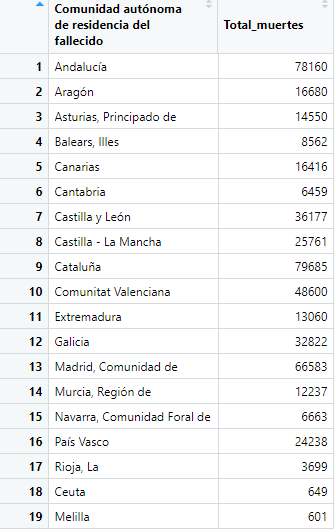 Comunidad autónoma
de residencia del
fallecido Total_muertes
1 Andalucía 78160
2 Aragón 16680
3 Asturias, Principado de 14550
4 Balears, Illes 8562
5 Canarias 16416
6 Cantabria 6459
7 Castilla y León 36177
8 Castilla - La Mancha 25761
9 Cataluña 79685
10 Comunitat Valenciana 48600
11 Extremadura 13060
12 Galicia 32822
13 Madrid, Comunidad de 66583
14 Murcia, Región de 12237
15 Navarra, Comunidad Foral de 6663
16 País Vasco 24238
17 Rioja, La 3699
18 Ceuta 649
19 Melilla 601